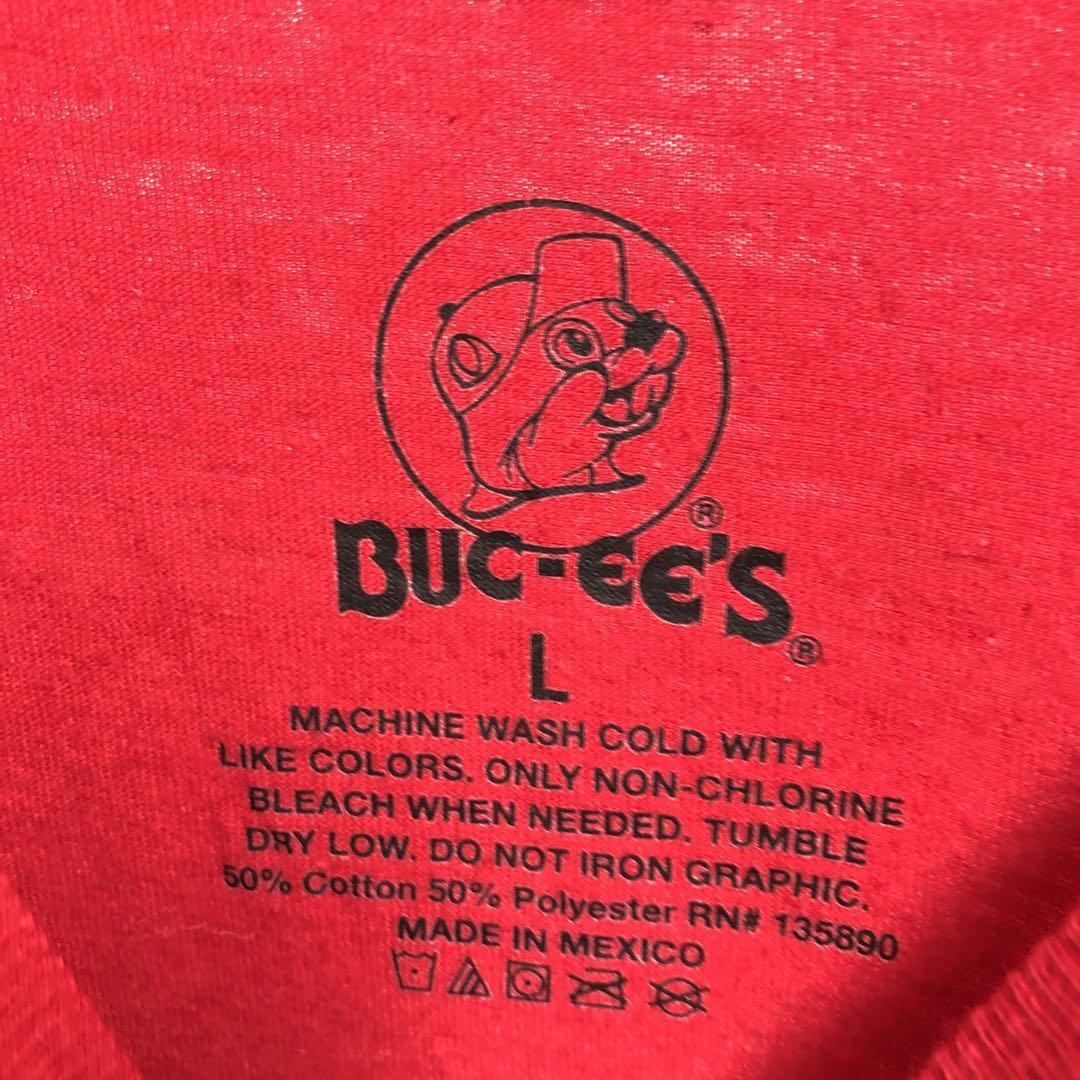 ®
BUC-EE'S®
L
MACHINE WASH COLD WITH
LIKE COLORS. ONLY NON-CHLORINE
BLEACH WHEN NEEDED. TUMBLE
DRY LOW. DO NOT IRON GRAPHIC.
50% Cotton 50% Polyester RN# 135890
MADE IN MEXICO